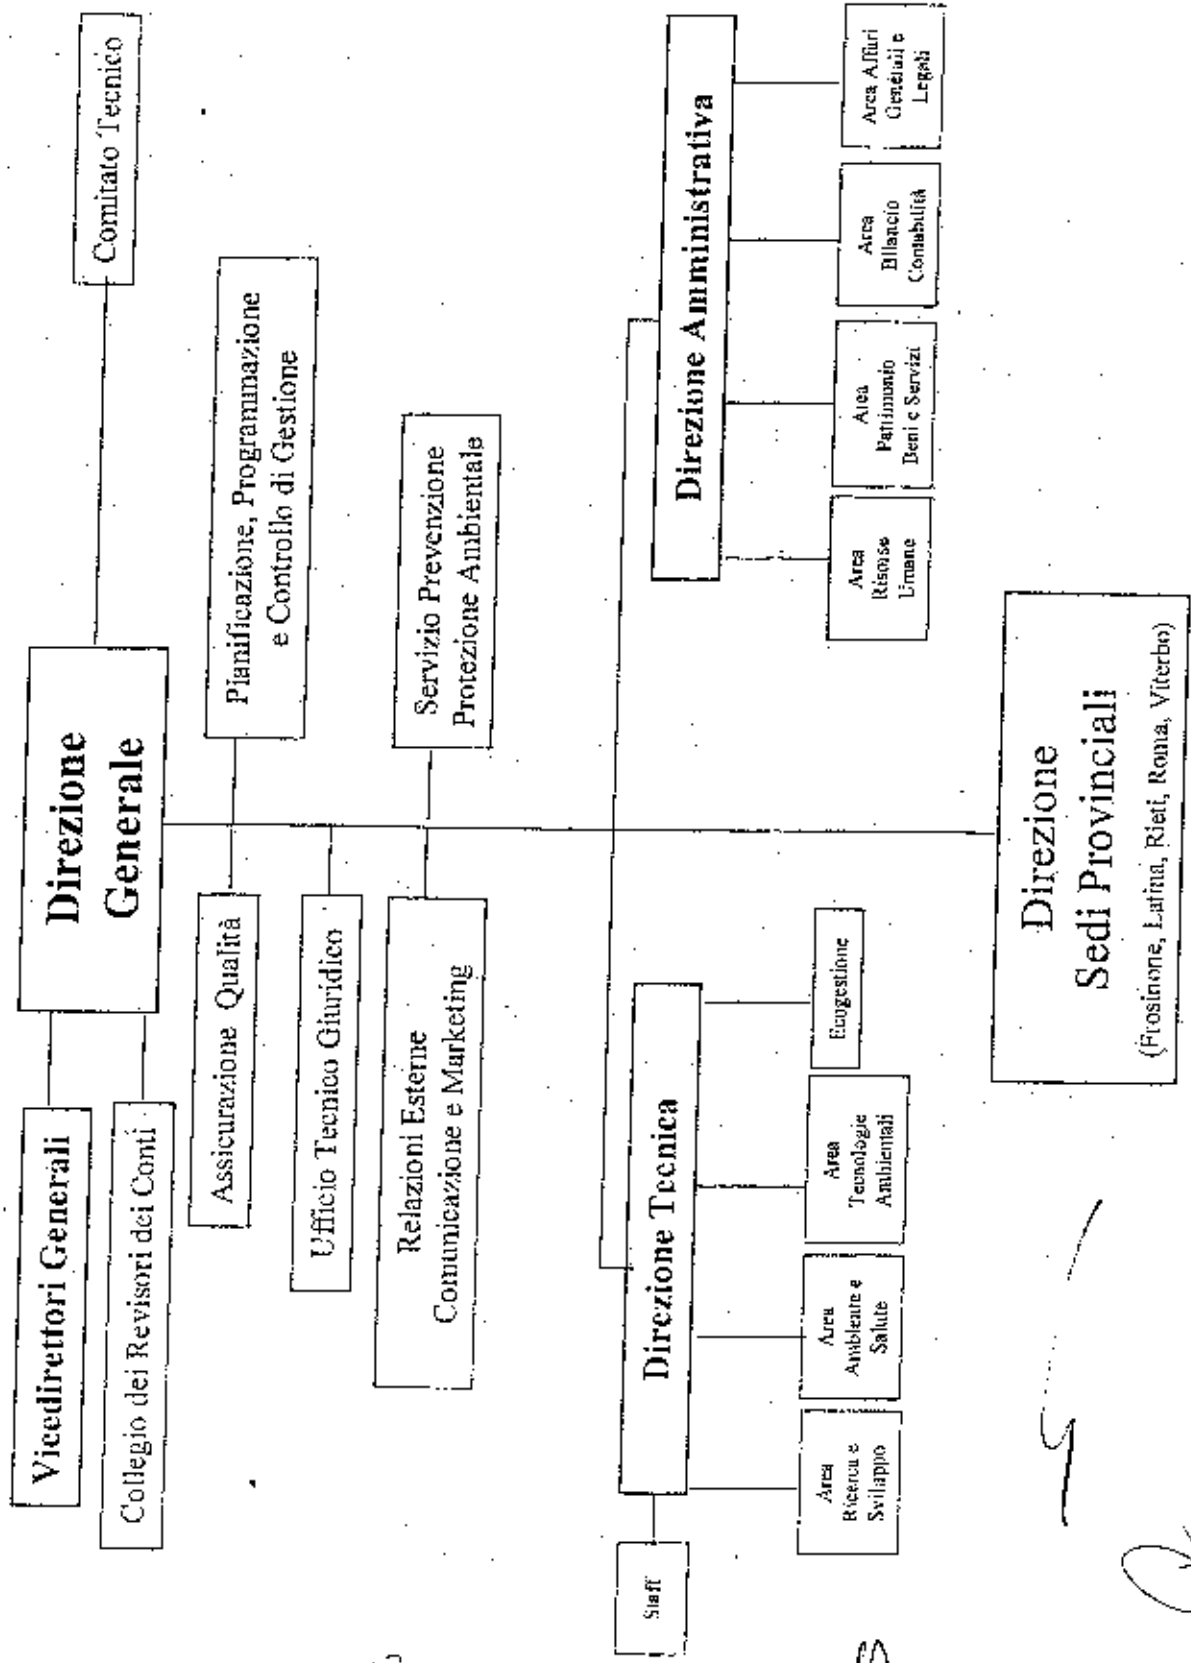 Vicedirettori Generali
Collegio dei Revisori dei Conti
Direzione
Generale
Comitato Tecnico
Assicurazione Qualità
Pianificazione, Programmazione
e Controllo di Gestione
Ufficio Tecnico Giuridico
Relazioni Esterne
Comunicazione e Marketing
Servizio Prevenzione
Protezione Ambientale
Staff
Direzione Tecnica
Direzione Amministrativa
Area
Ricerca e
Sviluppo
Area
Ambiente e
Salute
Area
Tecnologie
Ambientali
Ecogestione
Area
Risorse
Umane
Area
Patrimonio
Beni e Servizi
Area
Bilancio
Contabilità
Area Affari
Generali e
Legali
Direzione
Sedi Provinciali
(Frosinone, Latina, Rieti, Roma, Viterbo)